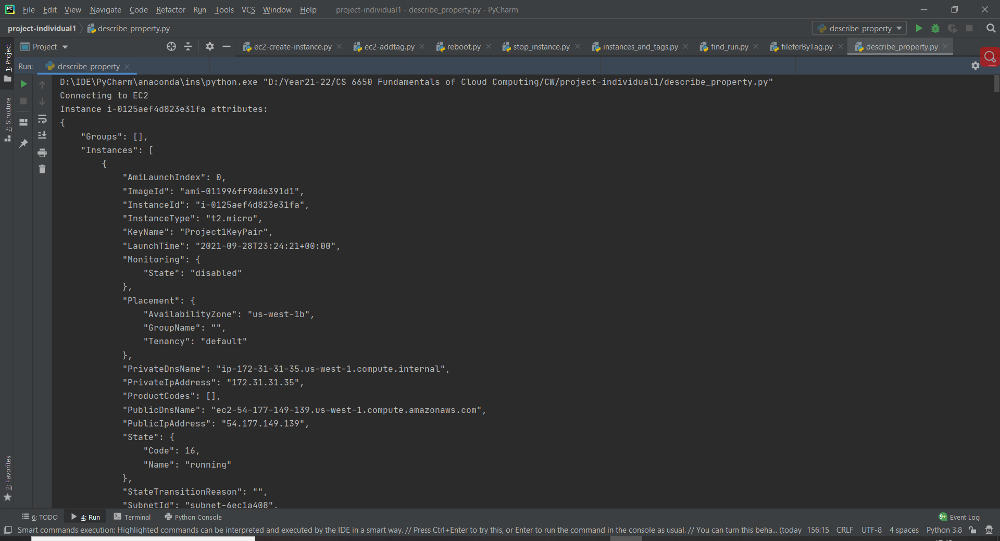 File Edit View Navigate Code Refactor Run Tools VCS Window Help project-individual1 - describe_property.py - PyCharm
project-individual1 describe_property.py describe_property
Project ec2-create-instance.py ec2-addtag.py reboot.py stop_instance.py instances_and_tags.py find_run.py fileterByTag.py describe_property.py
Run: describe_property
1: Project
7: Structure
2: Favorites
D:\IDE\PyCharm\anaconda\ins\python.exe "D:/Year21-22/CS 6650 Fundamentals of Cloud Computing/CW/project-individual1/describe_property.py"
Connecting to EC2
Instance i-0125aef4d823e31fa attributes:
{
"Groups": [],
"Instances": [
{
"AmiLaunchIndex": 0,
"ImageId": "ami-011996ff98de391d1",
"InstanceId": "i-0125aef4d823e31fa",
"InstanceType": "t2.micro",
"KeyName": "Project1KeyPair",
"LaunchTime": "2021-09-28T23:24:21+00:00",
"Monitoring": {
"State": "disabled"
},
"Placement": {
"AvailabilityZone": "us-west-1b",
"GroupName": "",
"Tenancy": "default"
},
"PrivateDnsName": "ip-172-31-31-35.us-west-1.compute.internal",
"PrivateIpAddress": "172.31.31.35",
"ProductCodes": [],
"PublicDnsName": "ec2-54-177-149-139.us-west-1.compute.amazonaws.com",
"PublicIpAddress": "54.177.149.139",
"State": {
"Code": 16,
"Name": "running"
},
"StateTransitionReason": "",
"SubnetId": "subnet-6ec1a408",
6: TODO 4: Run Terminal Python Console 9+ Event Log
Smart commands execution: Highlighted commands can be interpreted and executed by the IDE in a smart way. // Press Ctrl+Enter to try this, or Enter to run the command in the console as usual. // You can turn this beha... (today 156:15 CRLF UTF-8 4 spaces Python 3.8